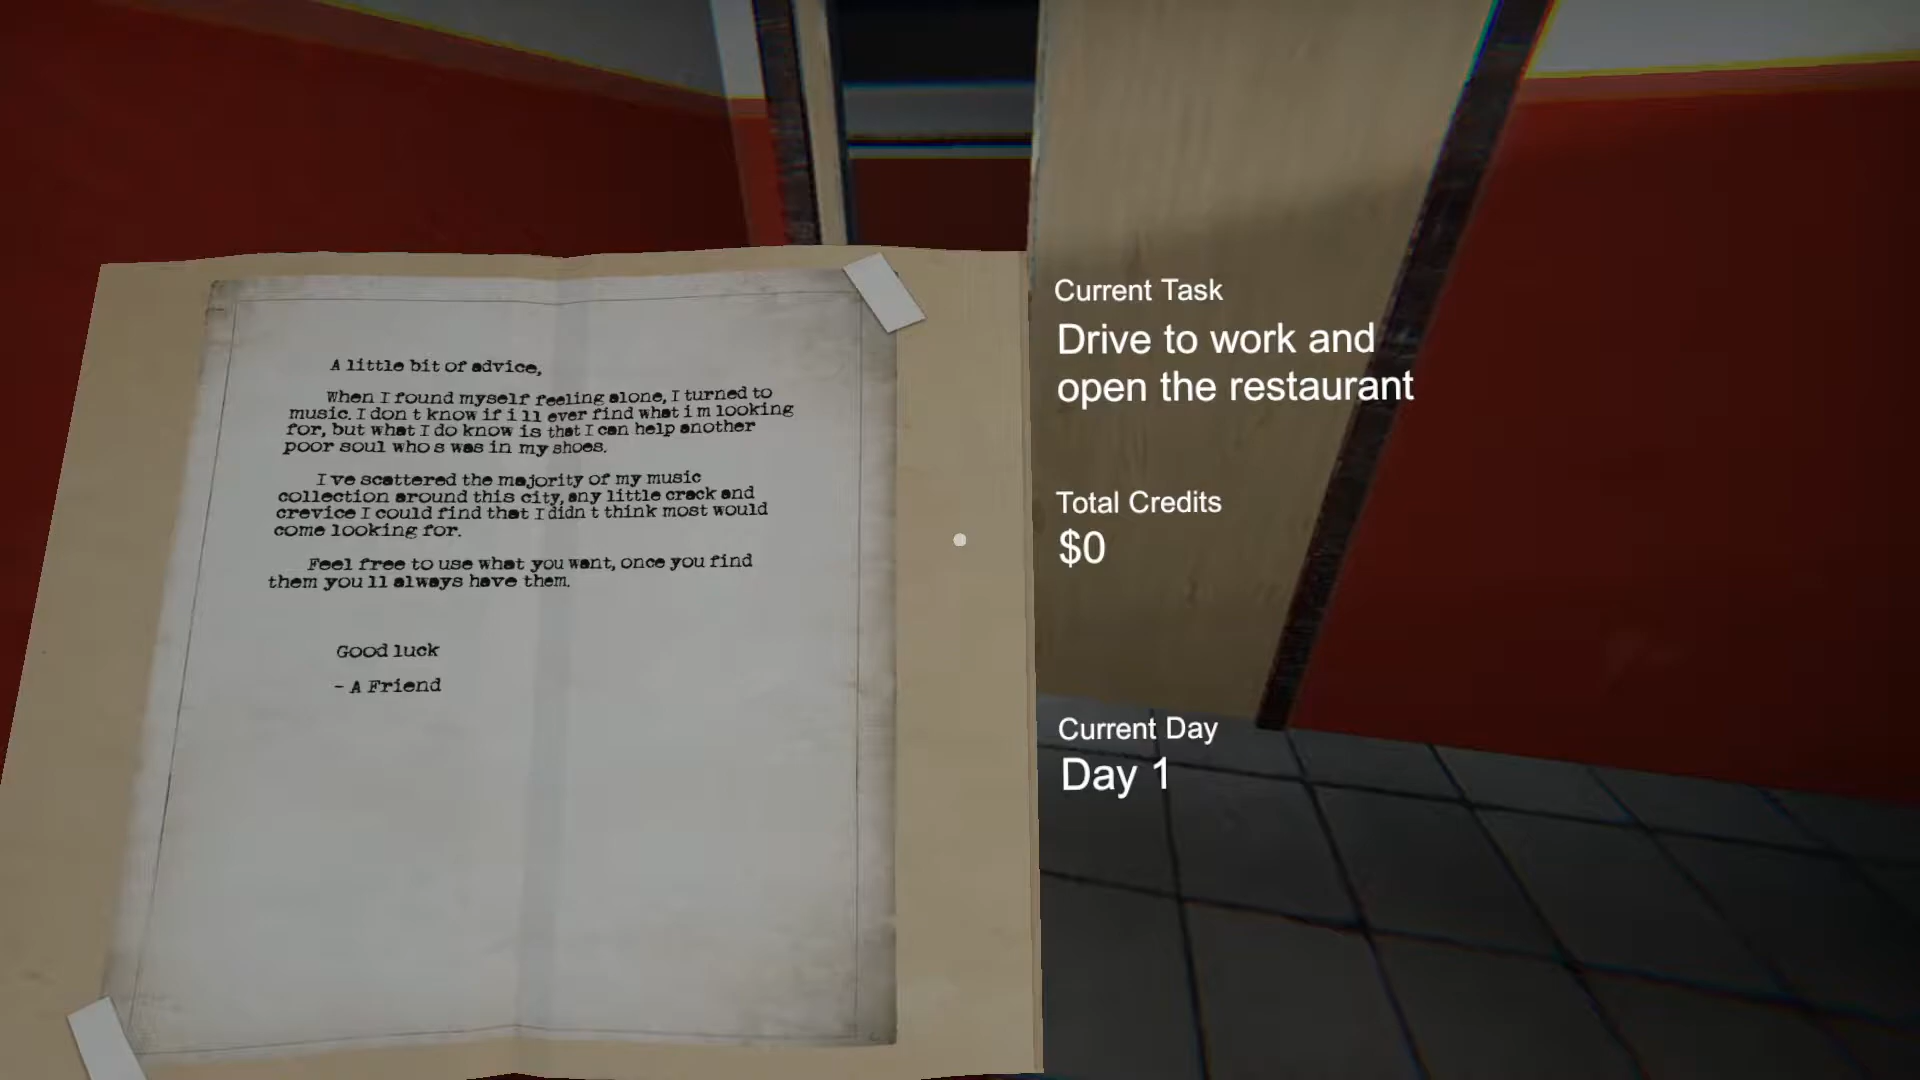 A little bit of advice,
When I found myself feeling alone, I turned to
music. I don t know if i ll ever find what i m looking
for, but what I do know is that I can help another
poor soul who s was in my shoes.
I ve scattered the majority of my music
collection around this city, any little crack and
crevice I could find that I didn t think most would
come looking for.
Feel free to use what you want, once you find
them you ll always have them.
Good luck
- A Friend
Current Task
Drive to work and
open the restaurant
Total Credits
$0
Current Day
Day 1